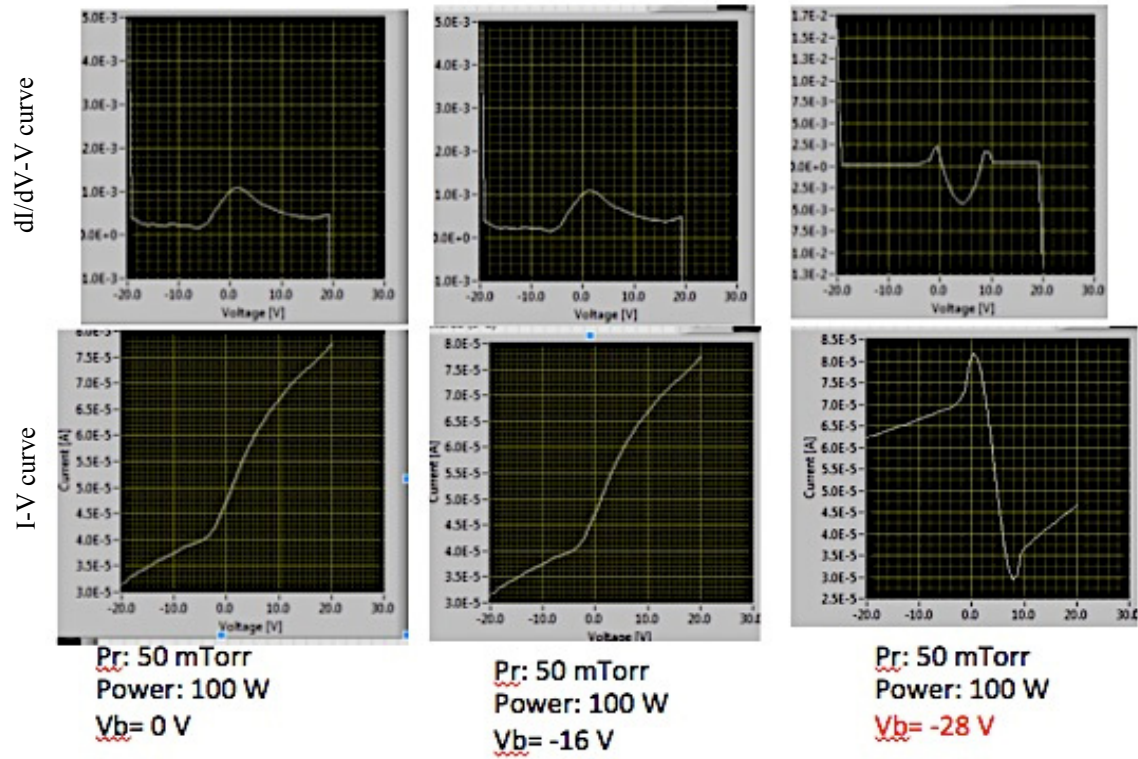 dI/dV-V curve
5.0E-3
4.0E-3
3.0E-3
2.0E-3
1.0E-3
0.0E+0
1.0E-3
-20.0 -10.0 0.0 10.0 20.0 30.0
Voltage [V]
5.0E-3
4.0E-3
3.0E-3
2.0E-3
1.0E-3
0.0E+0
1.0E-3
-20.0 -10.0 0.0 10.0 20.0 30.0
Voltage [V]
1.7E-2
1.5E-2
1.3E-2
1.0E-2
7.5E-3
5.0E-3
2.5E-3
0.0E+0
2.5E-3
5.0E-3
7.5E-3
1.0E-2
1.3E-2
-20.0 -10.0 0.0 10.0 20.0 30.0
Voltage [V]
I-V curve
Current [A]
7.5E-5
7.0E-5
6.5E-5
6.0E-5
5.5E-5
5.0E-5
4.5E-5
4.0E-5
3.5E-5
3.0E-5
-20.0 -10.0 0.0 10.0 20.0 30.0
Voltage [V]
Current [A]
8.0E-5
7.5E-5
7.0E-5
6.5E-5
6.0E-5
5.5E-5
5.0E-5
4.5E-5
4.0E-5
3.5E-5
3.0E-5
-20.0 -10.0 0.0 10.0 20.0 30.0
Voltage [V]
Current [A]
8.5E-5
8.0E-5
7.5E-5
7.0E-5
6.5E-5
6.0E-5
5.5E-5
5.0E-5
4.5E-5
4.0E-5
3.5E-5
3.0E-5
2.5E-5
-20.0 -10.0 0.0 10.0 20.0 30.0
Voltage [V]
Pr: 50 mTorr
Power: 100 W
Vb= 0 V
Pr: 50 mTorr
Power: 100 W
Vb= -16 V
Pr: 50 mTorr
Power: 100 W
Vb= -28 V